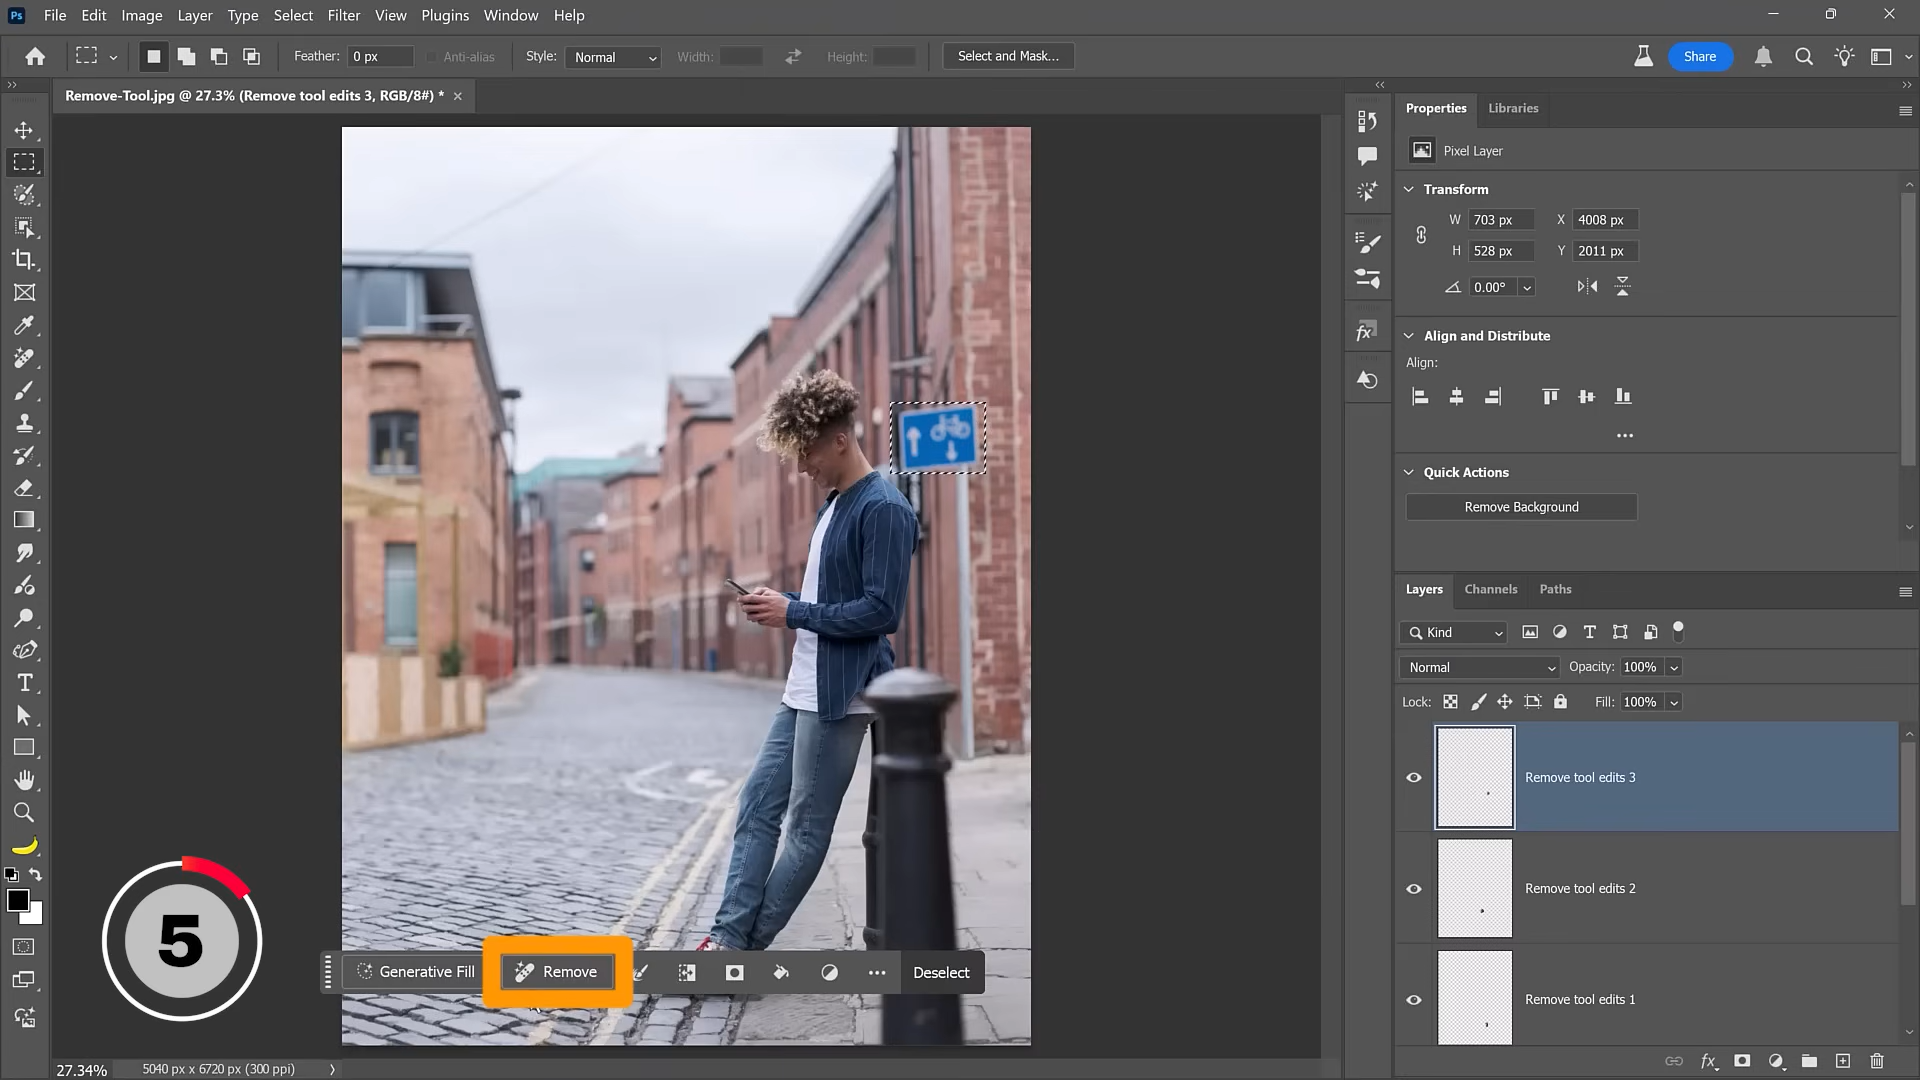 Ps File Edit Image Layer Type Select Filter View Plugins Window Help
Feather: 0 px Anti-alias Style: Normal Width: Height: Select and Mask... Share
Remove-Tool.jpg @ 27.3% (Remove tool edits 3, RGB/8#) *
Properties Libraries
Pixel Layer
Transform
W 703 px X 4008 px
H 528 px Y 2011 px
0.00°
Align and Distribute
Align:
Quick Actions
Remove Background
Layers Channels Paths
Kind
Normal Opacity: 100%
Lock: Fill: 100%
Remove tool edits 3
Remove tool edits 2
Remove tool edits 1
fx
fx
5
Generative Fill Remove Deselect
27.34% 5040 px x 6720 px (300 ppi)